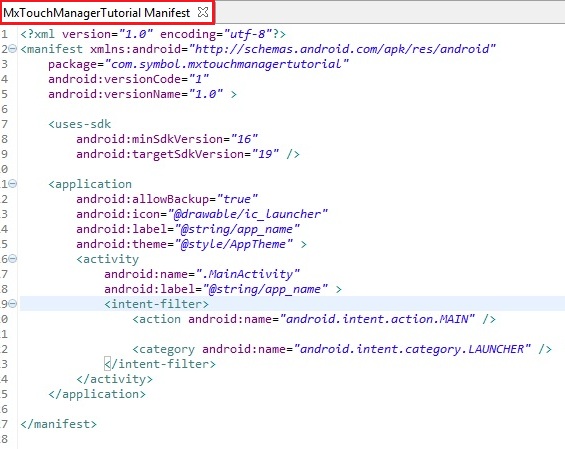 MxTouchManagerTutorial Manifest
1 <?xml version="1.0" encoding="utf-8"?>
2 <manifest xmlns:android="http://schemas.android.com/apk/res/android"
3 package="com.symbol.mxtouchmanagertutorial"
4 android:versionCode="1"
5 android:versionName="1.0" >
6
7 <uses-sdk
8 android:minSdkVersion="16"
9 android:targetSdkVersion="19" />
0
1 <application
2 android:allowBackup="true"
3 android:icon="@drawable/ic_launcher"
4 android:label="@string/app_name"
5 android:theme="@style/AppTheme" >
6 <activity
7 android:name=".MainActivity"
8 android:label="@string/app_name" >
9 <intent-filter>
0 <action android:name="android.intent.action.MAIN" />
1
2 <category android:name="android.intent.category.LAUNCHER" />
3 </intent-filter>
4 </activity>
5 </application>
6
7 </manifest>
8